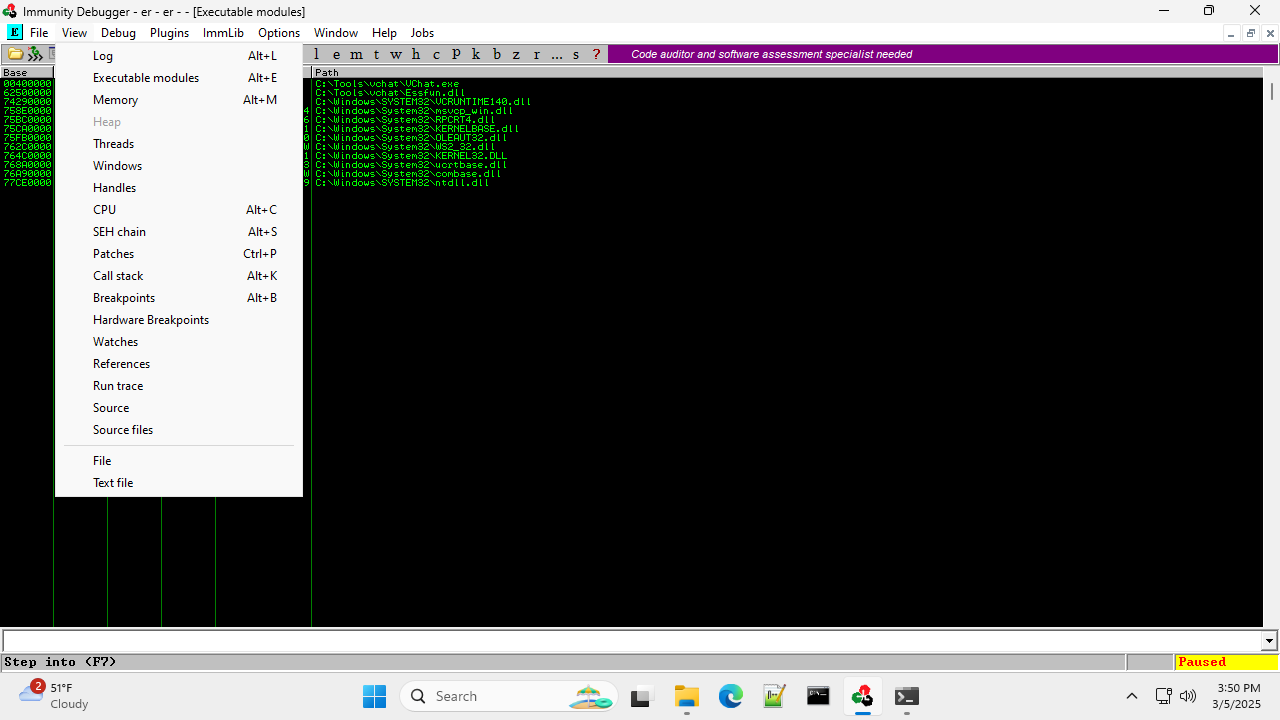 Immunity Debugger - er - er - - [Executable modules]
E File View Debug Plugins ImmLib Options Window Help Jobs
l e m t w h c P k b z r ... s ?
Code auditor and software assessment specialist needed
Base Path
00400000 C:\Tools\vchat\VChat.exe
62500000 C:\Tools\vchat\Essfun.dll
74290000 C:\Windows\SYSTEM32\VCRUNTIME140.dll
758E0000 4 C:\Windows\System32\msvcp_win.dll
75BC0000 6 C:\Windows\System32\RPCRT4.dll
75CA0000 1 C:\Windows\System32\KERNELBASE.dll
75FB0000 0 C:\Windows\System32\OLEAUT32.dll
762C0000 W C:\Windows\System32\WS2_32.dll
764C0000 1 C:\Windows\System32\KERNEL32.DLL
768A0000 3 C:\Windows\System32\ucrtbase.dll
76A90000 W C:\Windows\System32\combase.dll
77CE0000 9 C:\Windows\SYSTEM32\ntdll.dll
Log Alt+L
Executable modules Alt+E
Memory Alt+M
Heap
Threads
Windows
Handles
CPU Alt+C
SEH chain Alt+S
Patches Ctrl+P
Call stack Alt+K
Breakpoints Alt+B
Hardware Breakpoints
Watches
References
Run trace
Source
Source files
File
Text file
Step into (F7) Paused
2 51°F
Cloudy
Search
3:50 PM
3/5/2025